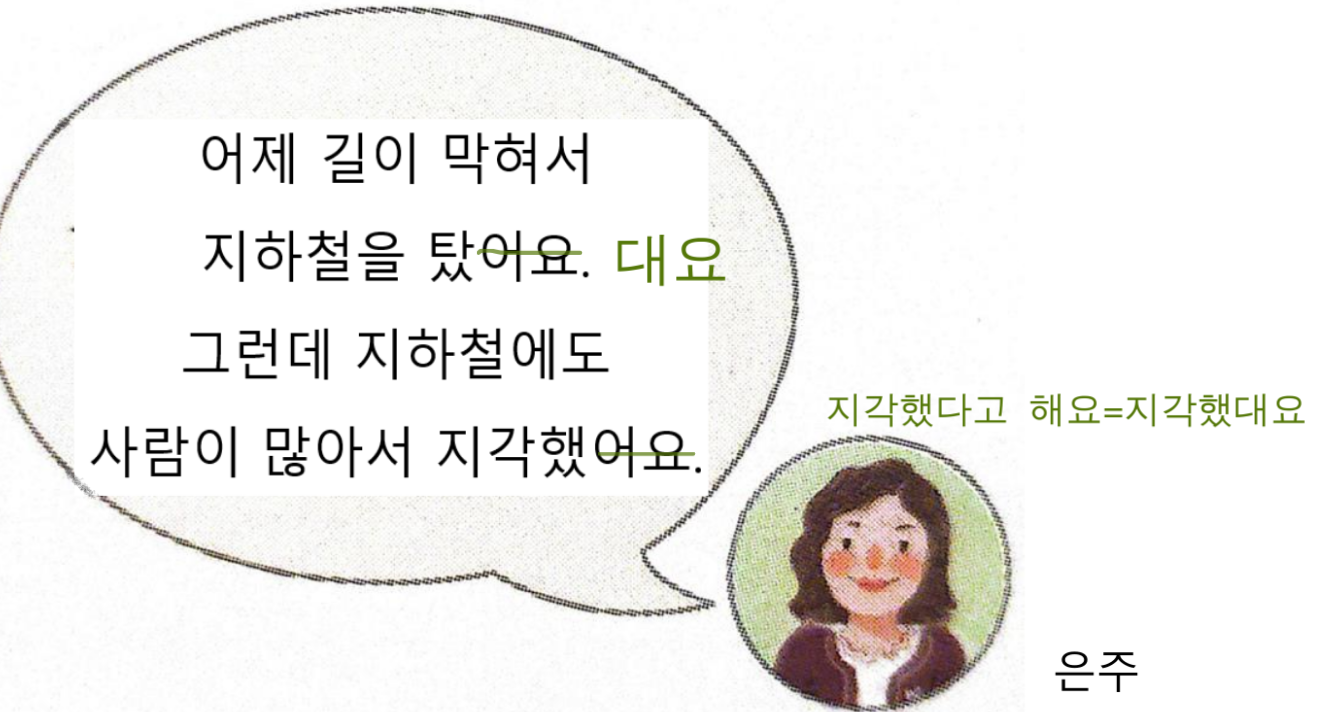 어제 길이 막혀서
지하철을 탔어요. 대요
그런데 지하철에도
사람이 많아서 지각했어요.
지각했다고 해요=지각했대요
은주